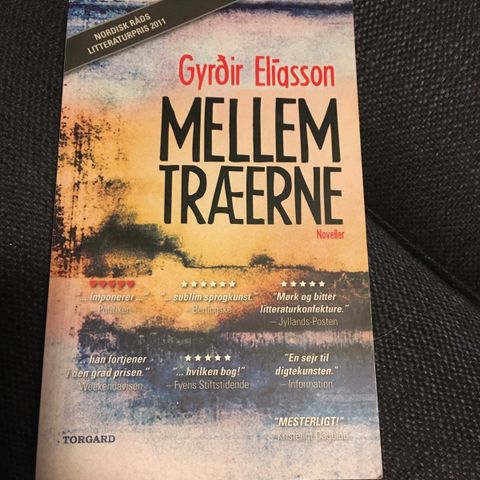 NORDISK RÅDS
LITTERATURPRIS 2011
Gyrðir Elíasson
MELLEM
TRÆERNE
Noveller
"... imponerer ..."
– Politiken
"... sublim sprogkunst."
– Berlingske
"Mørk og bitter
litteraturkonfekture."
– Jyllands-Posten
"... han fortjener
i den grad prisen."
– Weekendavisen
"... hvilken bog!"
– Fyens Stiftstidende
"En sejr til
digtekunsten."
– Information
"MESTERLIGT!"
– Kristeligt Dagblad
TORGARD